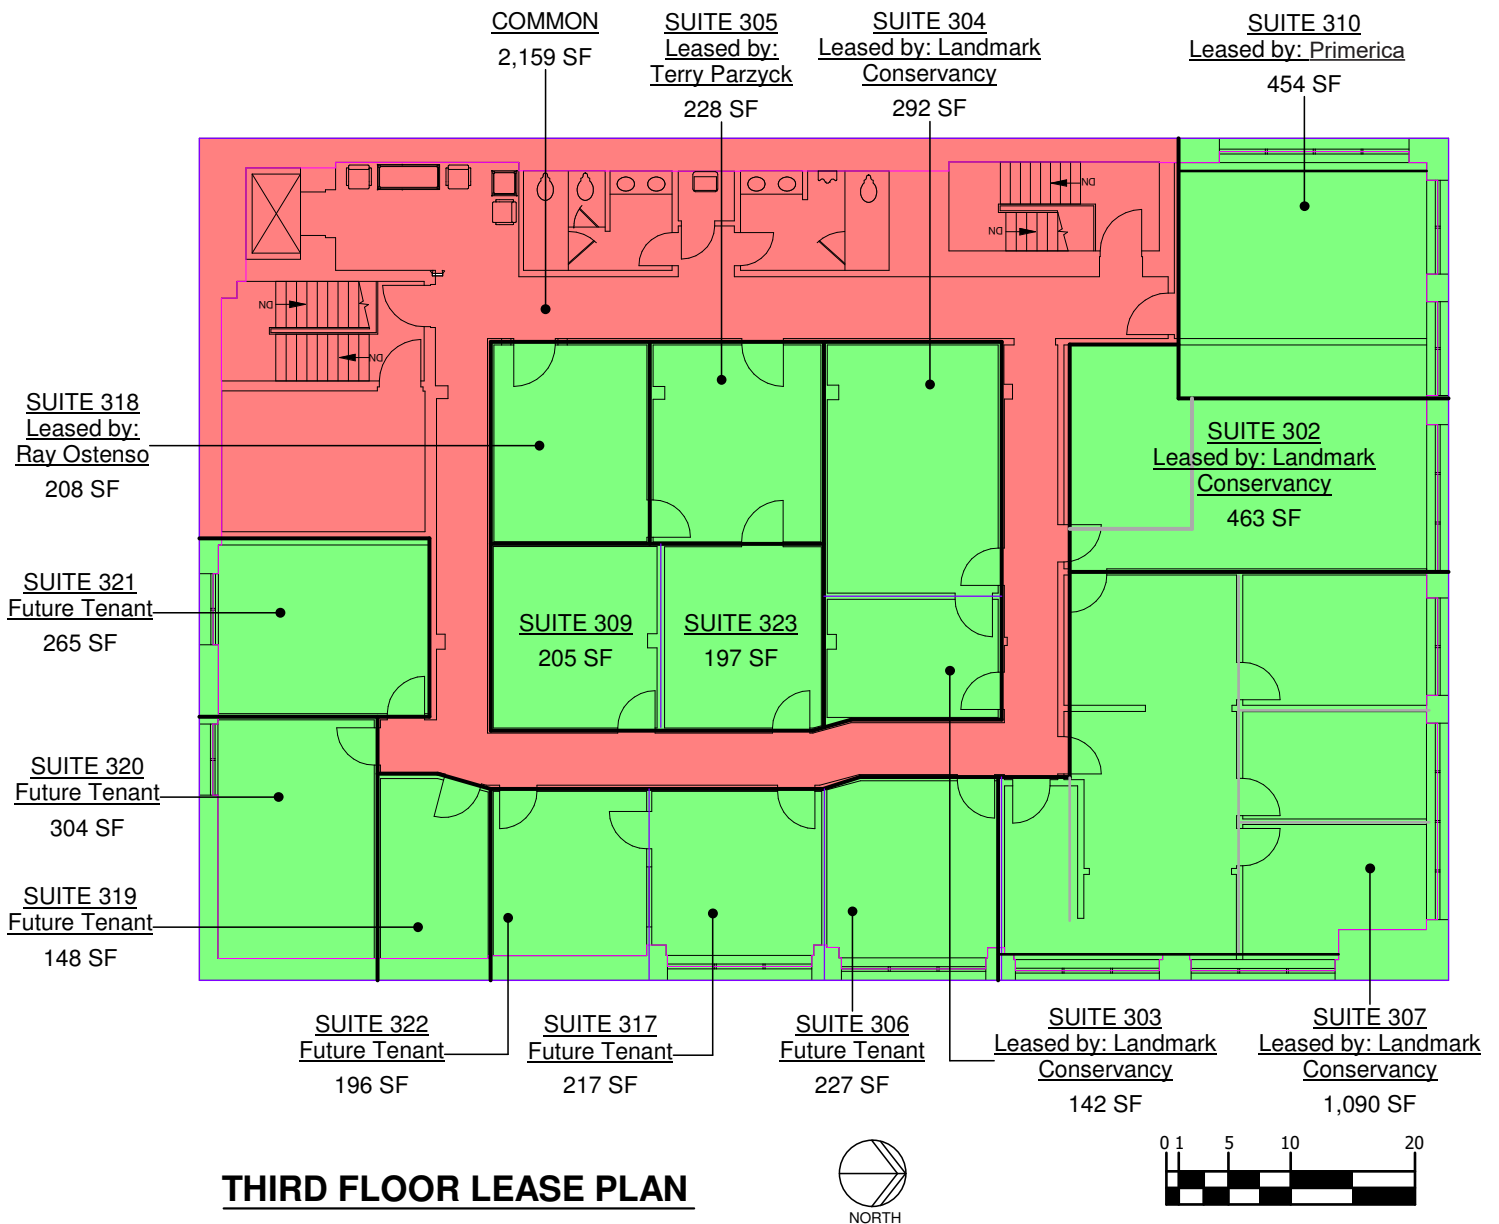 COMMON
2,159 SF
SUITE 305
Leased by:
Terry Parzyck
228 SF
SUITE 304
Leased by: Landmark
Conservancy
292 SF
SUITE 310
Leased by: Primerica
454 SF
DN
DN
DN
DN
SUITE 318
Leased by:
Ray Ostenso
208 SF
SUITE 302
Leased by: Landmark
Conservancy
463 SF
SUITE 321
Future Tenant
265 SF
SUITE 309
205 SF
SUITE 323
197 SF
SUITE 320
Future Tenant
304 SF
SUITE 319
Future Tenant
148 SF
SUITE 322
Future Tenant
196 SF
SUITE 317
Future Tenant
217 SF
SUITE 306
Future Tenant
227 SF
SUITE 303
Leased by: Landmark
Conservancy
142 SF
SUITE 307
Leased by: Landmark
Conservancy
1,090 SF
THIRD FLOOR LEASE PLAN
NORTH
0 1 5 10 20